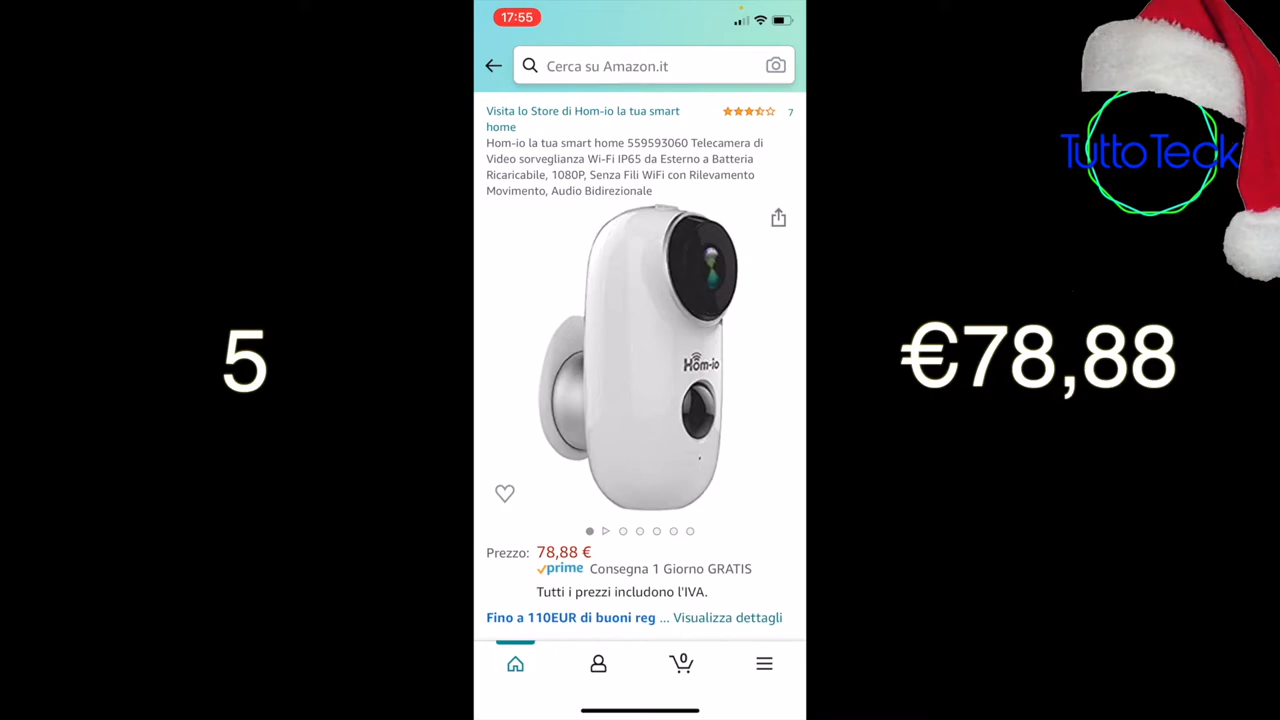 17:55
Cerca su Amazon.it
Visita lo Store di Hom-io la tua smart
home
7
Hom-io la tua smart home 559593060 Telecamera di
Video sorveglianza Wi-Fi IP65 da Esterno a Batteria
Ricaricabile, 1080P, Senza Fili WiFi con Rilevamento
Movimento, Audio Bidirezionale
TuttoTeck
Hom-io
5
€78,88
Prezzo: 78,88 €
prime Consegna 1 Giorno GRATIS
Tutti i prezzi includono l'IVA.
Fino a 110EUR di buoni reg ... Visualizza dettagli
0